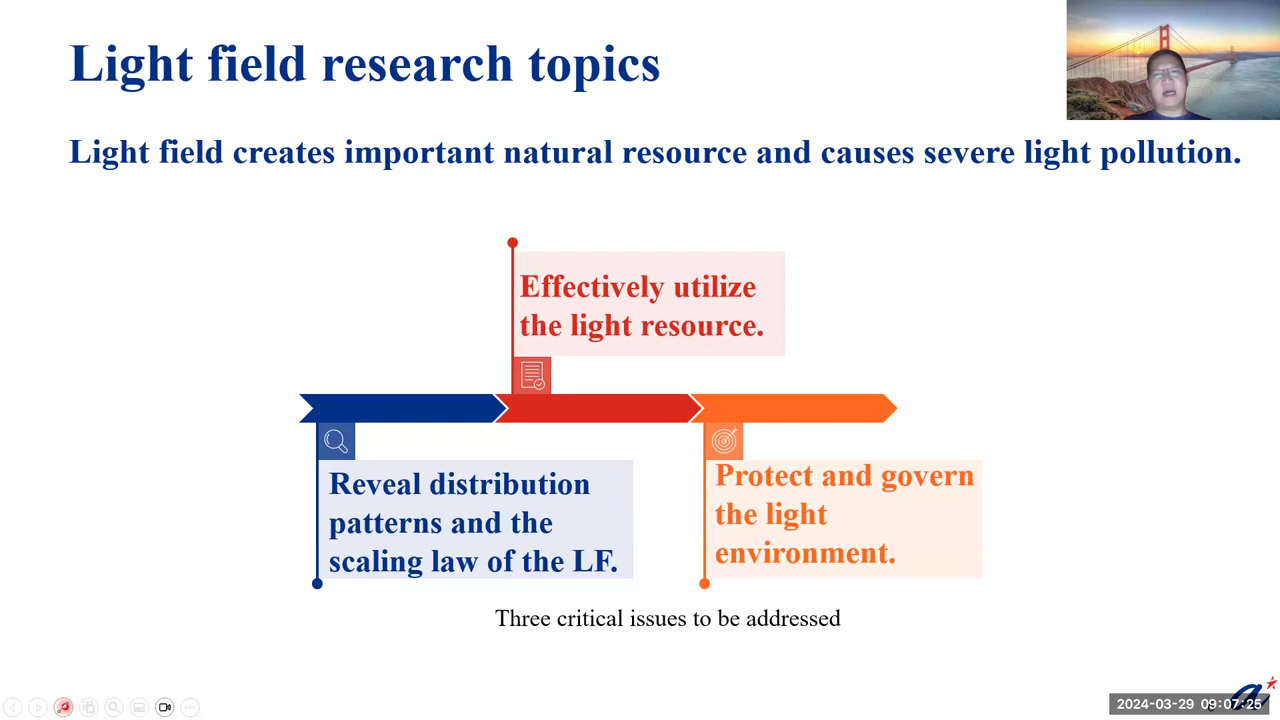 Light field research topics
Light field creates important natural resource and causes severe light pollution.
Effectively utilize
the light resource.
Reveal distribution
patterns and the
scaling law of the LF.
Protect and govern
the light
environment.
Three critical issues to be addressed
2024-03-29 09:07:25